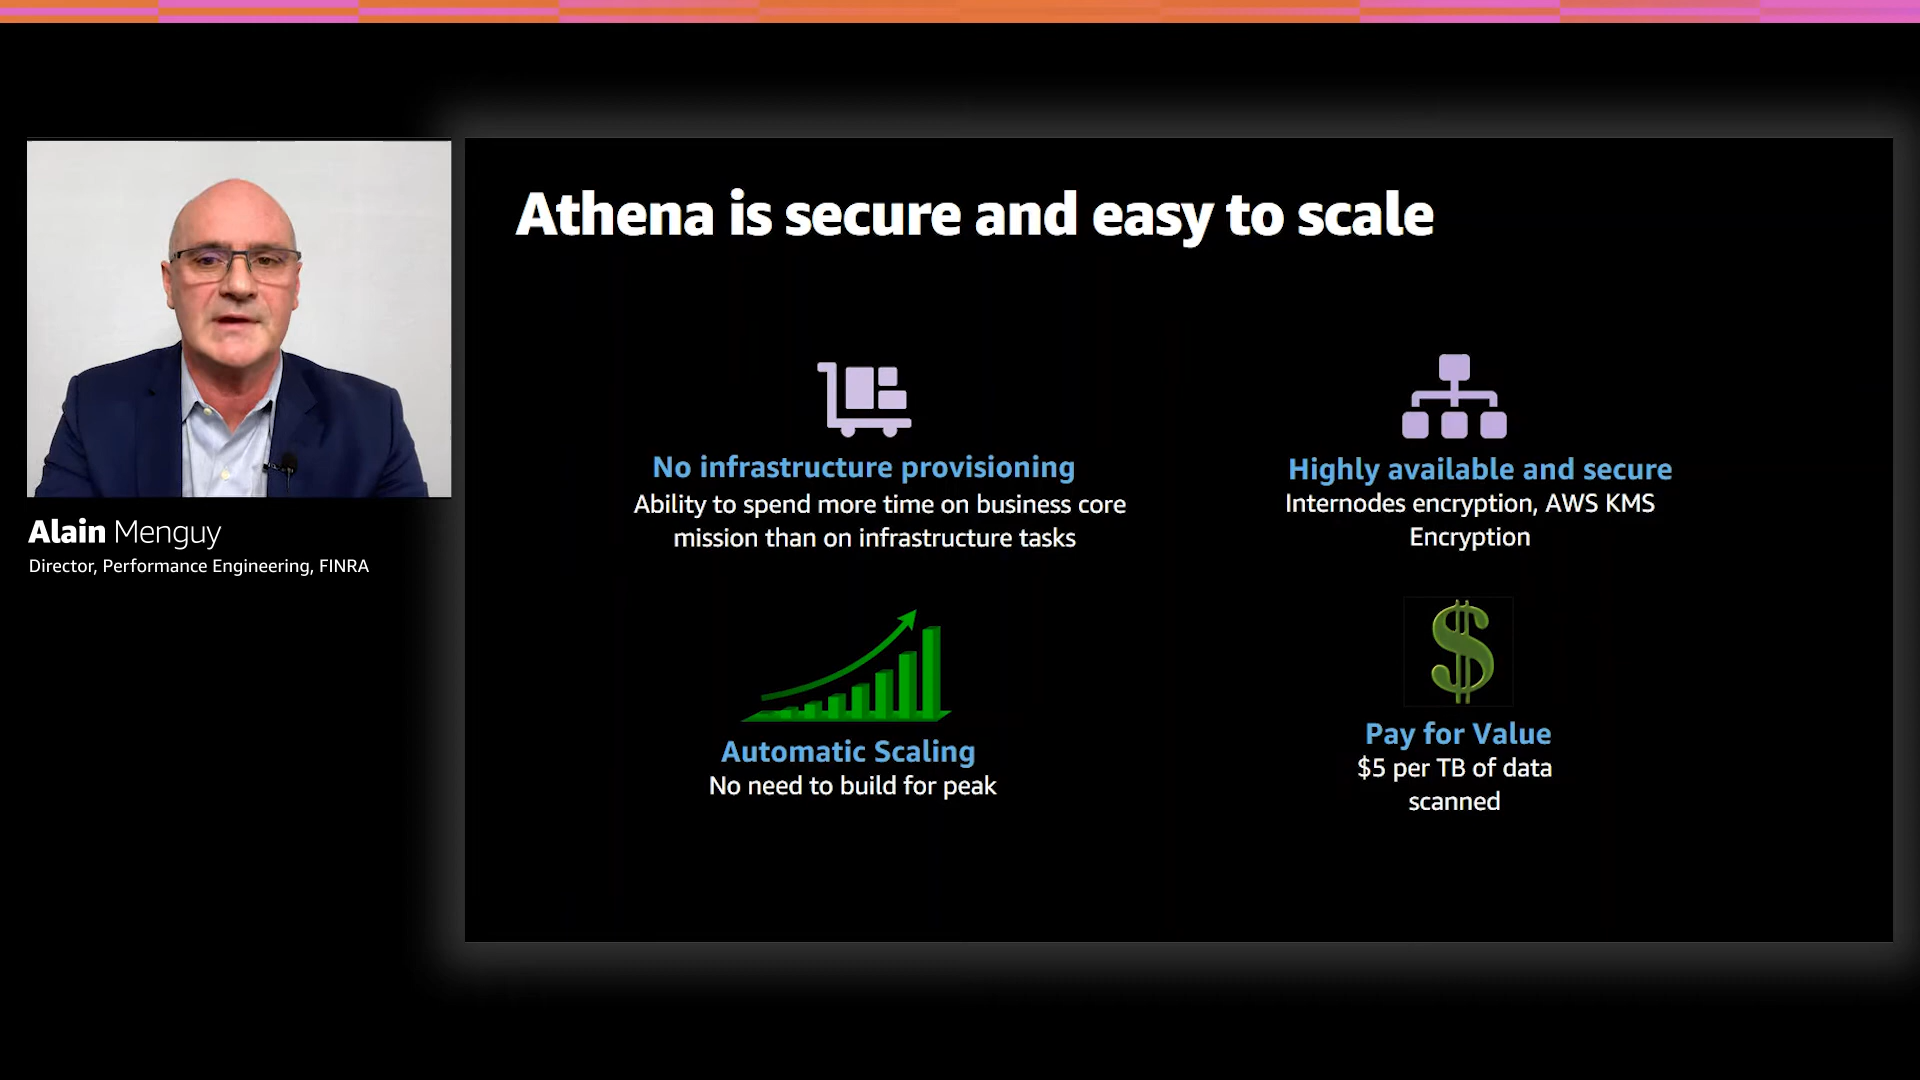 Athena is secure and easy to scale
No infrastructure provisioning
Ability to spend more time on business core
mission than on infrastructure tasks
Highly available and secure
Internodes encryption, AWS KMS
Encryption
Automatic Scaling
No need to build for peak
$
Pay for Value
$5 per TB of data
scanned
Alain Menguy
Director, Performance Engineering, FINRA